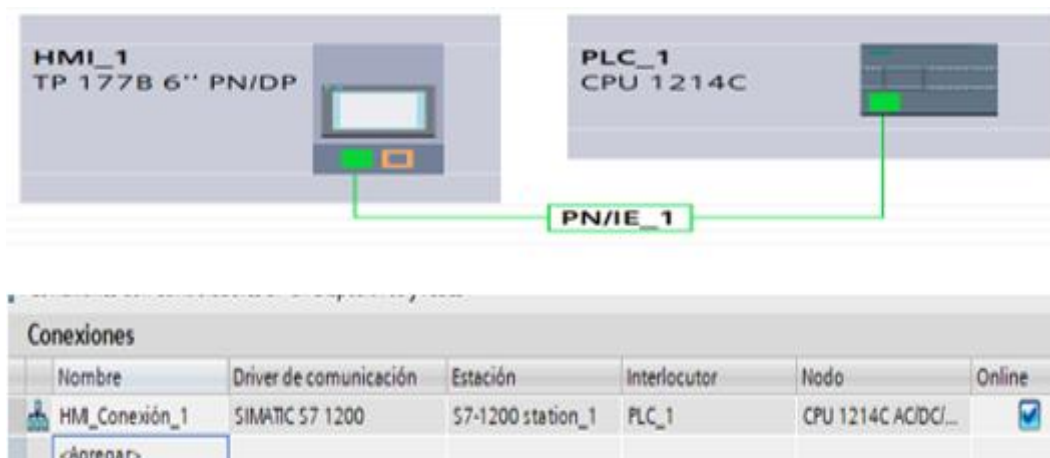 HMI_1
TP 177B 6'' PN/DP
PLC_1
CPU 1214C
PN/IE_1
Conexiones
Nombre Driver de comunicación Estación Interlocutor Nodo Online
HMI_Conexión_1 SIMATIC S7 1200 S7-1200 station_1 PLC_1 CPU 1214C AC/DC/...
<Agregar>